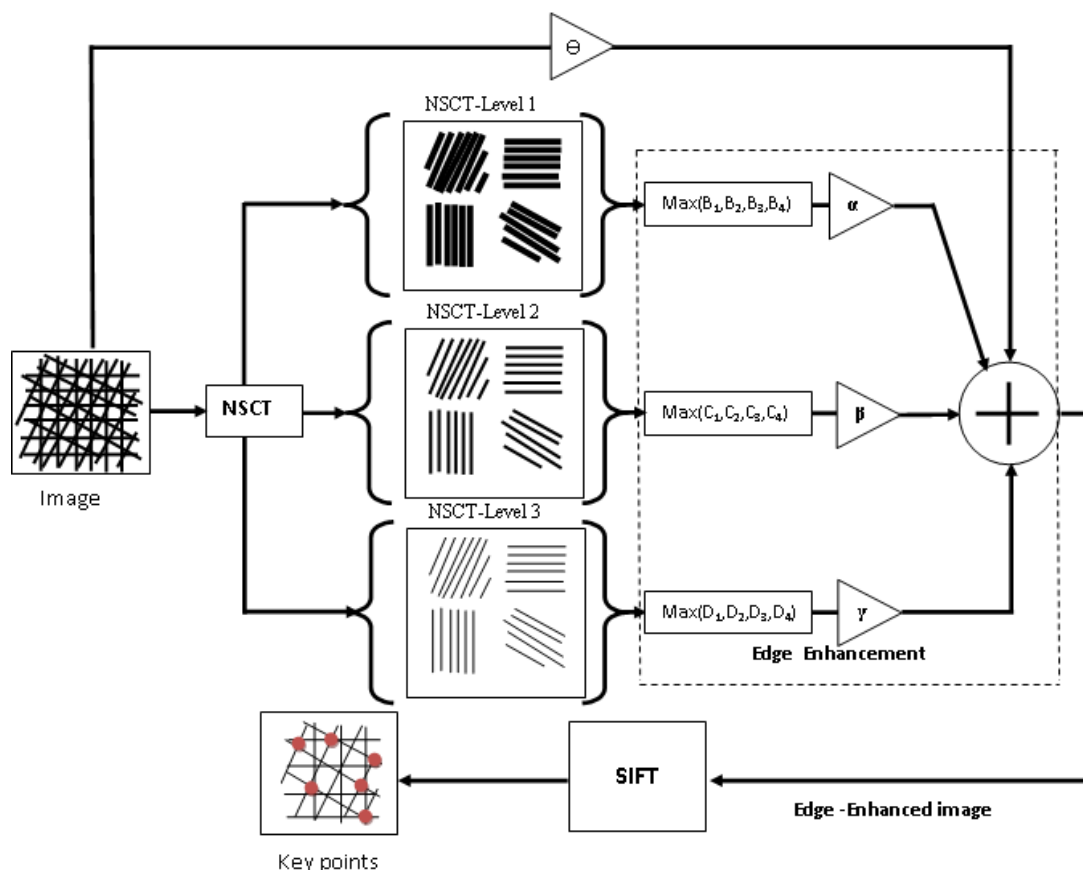 Θ
NSCT-Level 1
Max(B₁,B₂,B₃,B₄)
α
NSCT-Level 2
Image
NSCT
Max(C₁,C₂,C₃,C₄)
β
NSCT-Level 3
Max(D₁,D₂,D₃,D₄)
γ
Edge Enhancement
SIFT
Edge -Enhanced image
Key points